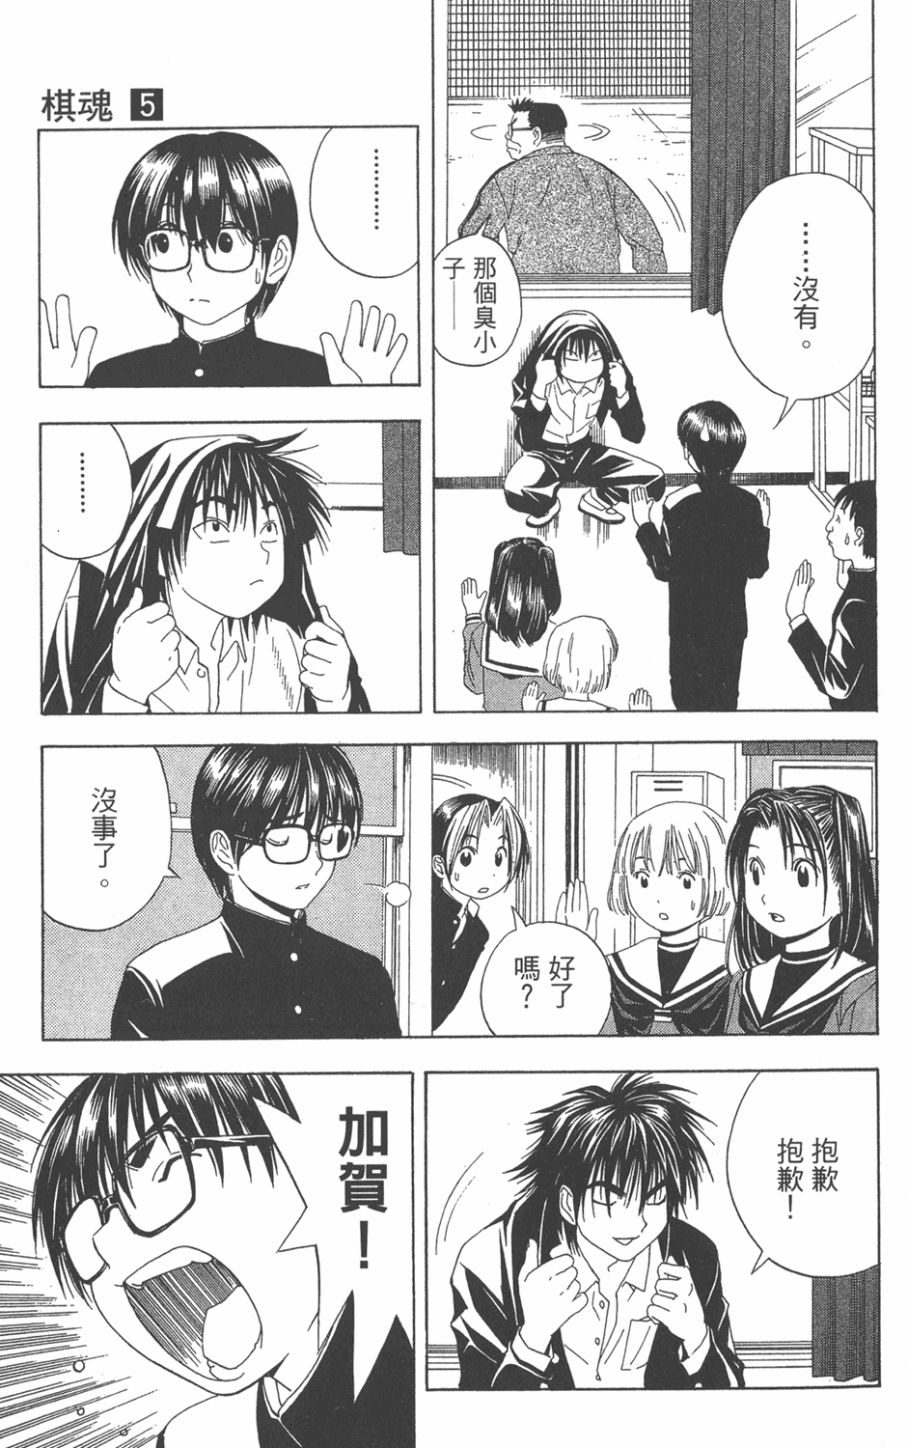 棋魂 5
……沒有。
那個臭小
子——
…………
………
好了
嗎？
沒事了。
抱歉
抱歉！
加賀！